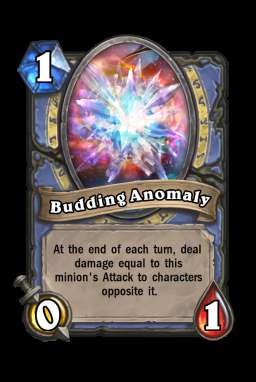 1
Budding Anomaly
At the end of each turn, deal
damage equal to this
minion's Attack to characters
opposite it.
0
1